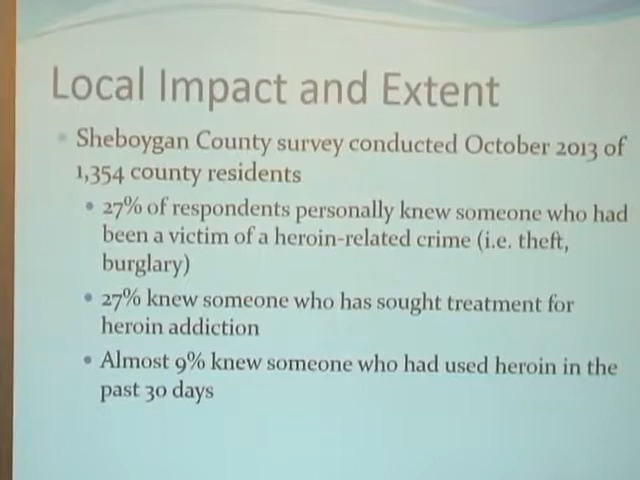 Local Impact and Extent
Sheboygan County survey conducted October 2013 of
1,354 county residents
27% of respondents personally knew someone who had
been a victim of a heroin-related crime (i.e. theft,
burglary)
27% knew someone who has sought treatment for
heroin addiction
Almost 9% knew someone who had used heroin in the
past 30 days